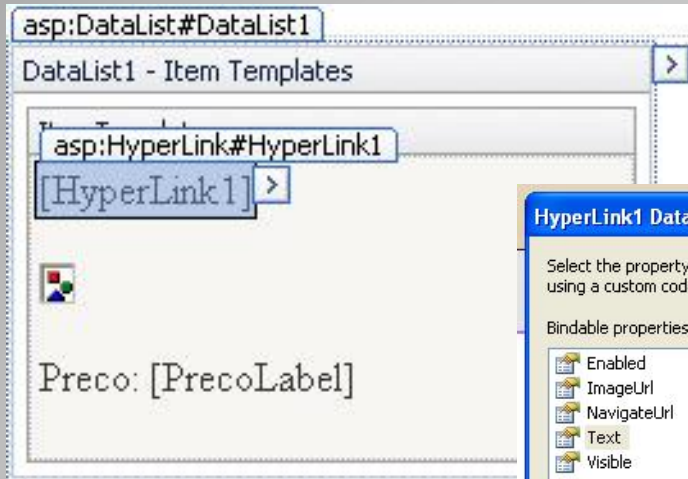 asp:DataList#DataList1
DataList1 - Item Templates
asp:HyperLink#HyperLink1
[HyperLink1]
Preco: [PrecoLabel]
HyperLink1 Data
Select the property
using a custom cod
Bindable properties
Enabled
ImageUrl
NavigateUrl
Text
Visible